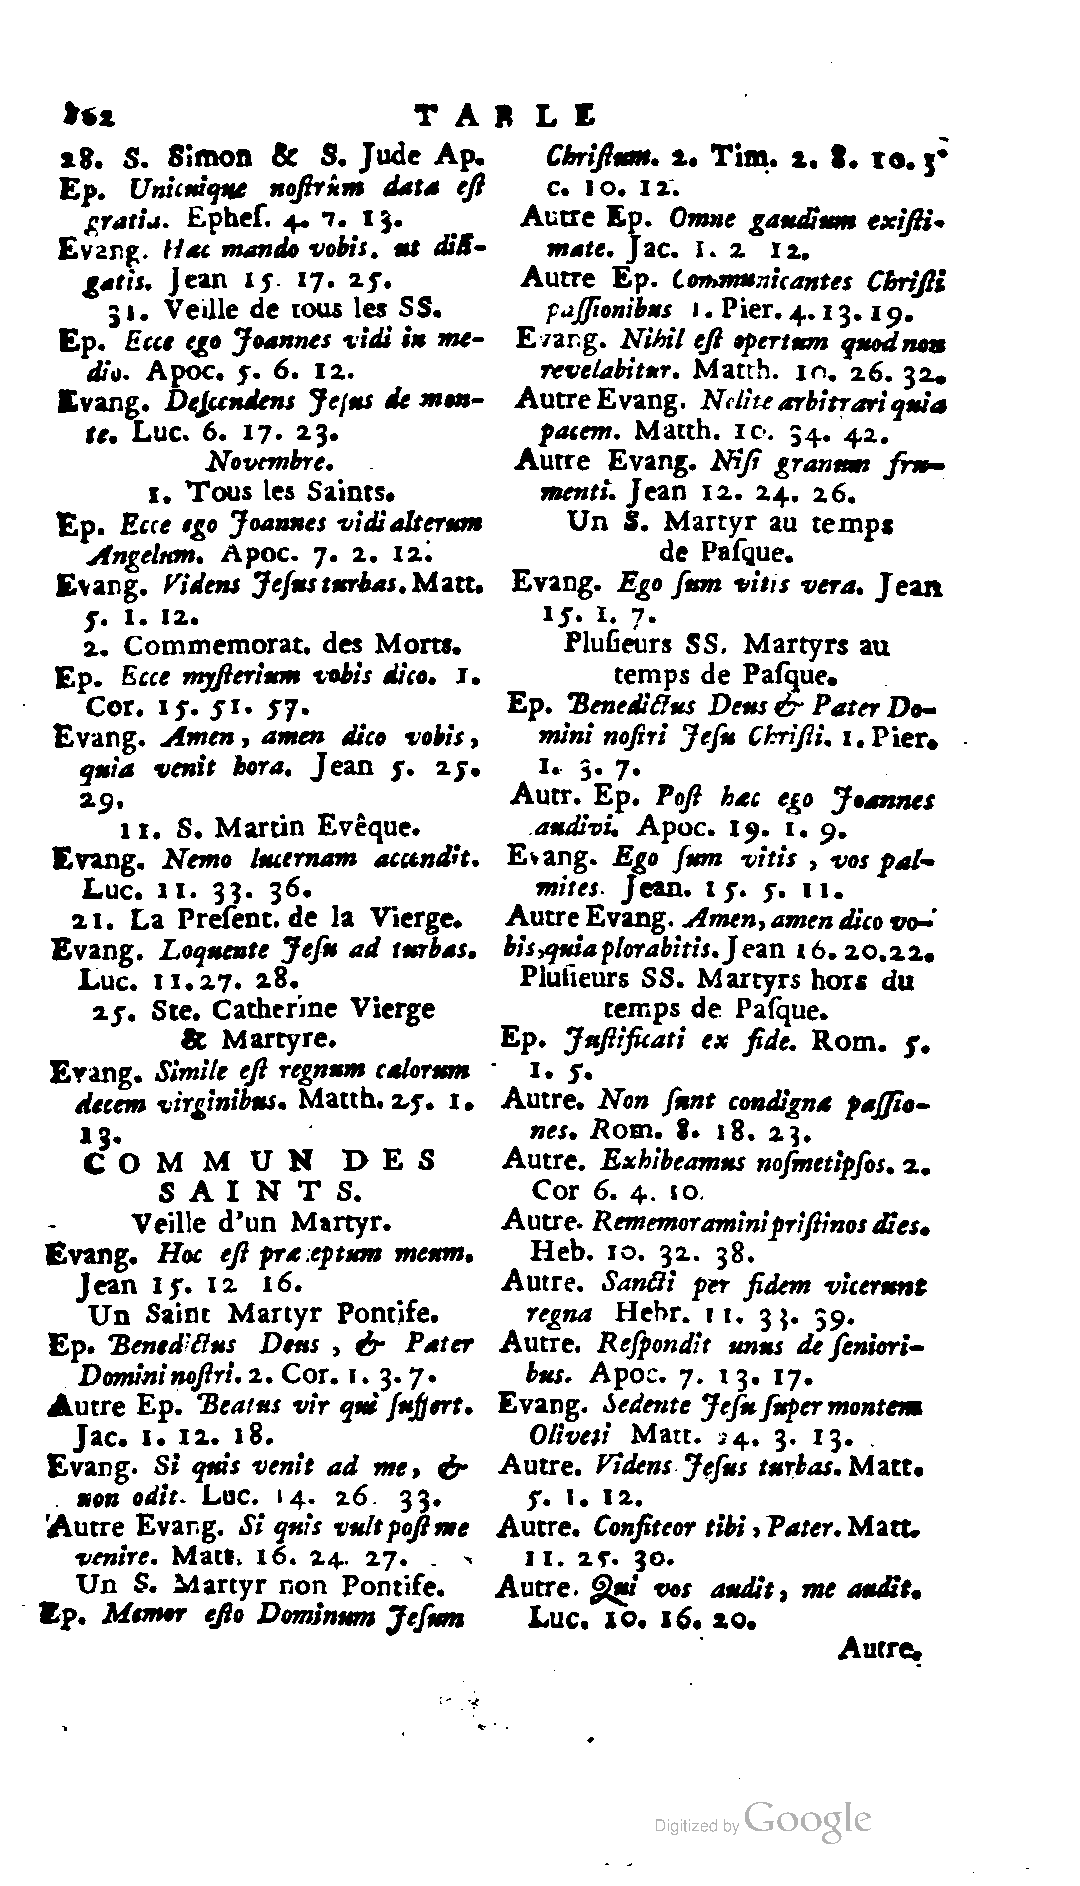 862 TABLE
28. S. Simon & S. Jude Ap.
Ep. Unicuique noſtrûm data eſt
gratia. Epheſ. 4. 7. 13.
Evang. Hæc mando vobis. ut dili-
gatis. Jean 15. 17. 25.
31. Veille de tous les SS.
Ep. Ecce ego Joannes vidi in me-
dio. Apoc. 5. 6. 12.
Evang. Deſcendens Jeſus de mon-
te. Luc. 6. 17. 23.
Novembre.
1. Tous les Saints.
Ep. Ecce ego Joannes vidi alterum
Angelum. Apoc. 7. 2. 12.
Evang. Videns Jeſus turbas. Matt.
5. 1. 12.
2. Commemorat. des Morts.
Ep. Ecce myſterium vobis dico. 1.
Cor. 15. 51. 57.
Evang. Amen, amen dico vobis,
quia venit hora. Jean 5. 25.
29.
11. S. Martin Evêque.
Evang. Nemo lucernam accendit.
Luc. 11. 33. 36.
21. La Preſent. de la Vierge.
Evang. Loquente Jeſu ad turbas.
Luc. 11. 27. 28.
25. Ste. Catherine Vierge
& Martyre.
Evang. Simile eſt regnum cælorum
decem virginibus. Matth. 25. 1.
13.
COMMUN DES
SAINTS.
Veille d'un Martyr.
Evang. Hoc eſt præceptum meum.
Jean 15. 12 16.
Un Saint Martyr Pontife.
Ep. Benedictus Deus, & Pater
Domini noſtri. 2. Cor. 1. 3. 7.
Autre Ep. Beatus vir qui ſuffert.
Jac. 1. 12. 18.
Evang. Si quis venit ad me, &
non odit. Luc. 14. 26. 33.
Autre Evang. Si quis vult poſt me
venire. Matt. 16. 24. 27.
Un S. Martyr non Pontife.
Ep. Memor eſto Dominum Jeſum
Chriſtum. 2. Tim. 2. 8. 10. 3.
c. 10. 12.
Autre Ep. Omne gaudium exiſti-
mate. Jac. 1. 2 12.
Autre Ep. Communicantes Chriſti
paſſionibus 1. Pier. 4. 13. 19.
Evang. Nihil eſt opertum quod non
revelabitur. Matth. 10. 26. 32.
Autre Evang. Nolite arbitrari quia
pacem. Matth. 10. 34. 42.
Autre Evang. Niſi granum fru-
menti. Jean 12. 24. 26.
Un S. Martyr au temps
de Paſque.
Evang. Ego ſum vitis vera. Jean
15. 1. 7.
Pluſieurs SS. Martyrs au
temps de Paſque.
Ep. Benedictus Deus & Pater Do-
mini noſtri Jeſu Chriſti. 1. Pier.
1. 3. 7.
Autr. Ep. Poſt hæc ego Joannes
audivi. Apoc. 19. 1. 9.
Evang. Ego ſum vitis, vos pal-
mites. Jean. 15. 5. 11.
Autre Evang. Amen, amen dico vo-
bis, quia plorabitis. Jean 16. 20. 22.
Pluſieurs SS. Martyrs hors du
temps de Paſque.
Ep. Juſtificati ex fide. Rom. 5.
1. 5.
Autre. Non ſunt condignæ paſſio-
nes. Rom. 8. 18. 23.
Autre. Exhibeamus noſmetipſos. 2.
Cor 6. 4. 10.
Autre. Rememoramini priſtinos dies.
Heb. 10. 32. 38.
Autre. Sancti per fidem vicerunt
regna Hebr. 11. 33. 39.
Autre. Reſpondit unus de ſeniori-
bus. Apoc. 7. 13. 17.
Evang. Sedente Jeſu ſuper montem
Oliveti Matt. 24. 3. 13.
Autre. Videns Jeſus turbas. Matt.
5. 1. 12.
Autre. Confiteor tibi, Pater. Matt.
11. 25. 30.
Autre. Qui vos audit, me audit.
Luc. 10. 16. 20.
Autre.
Digitized by Google